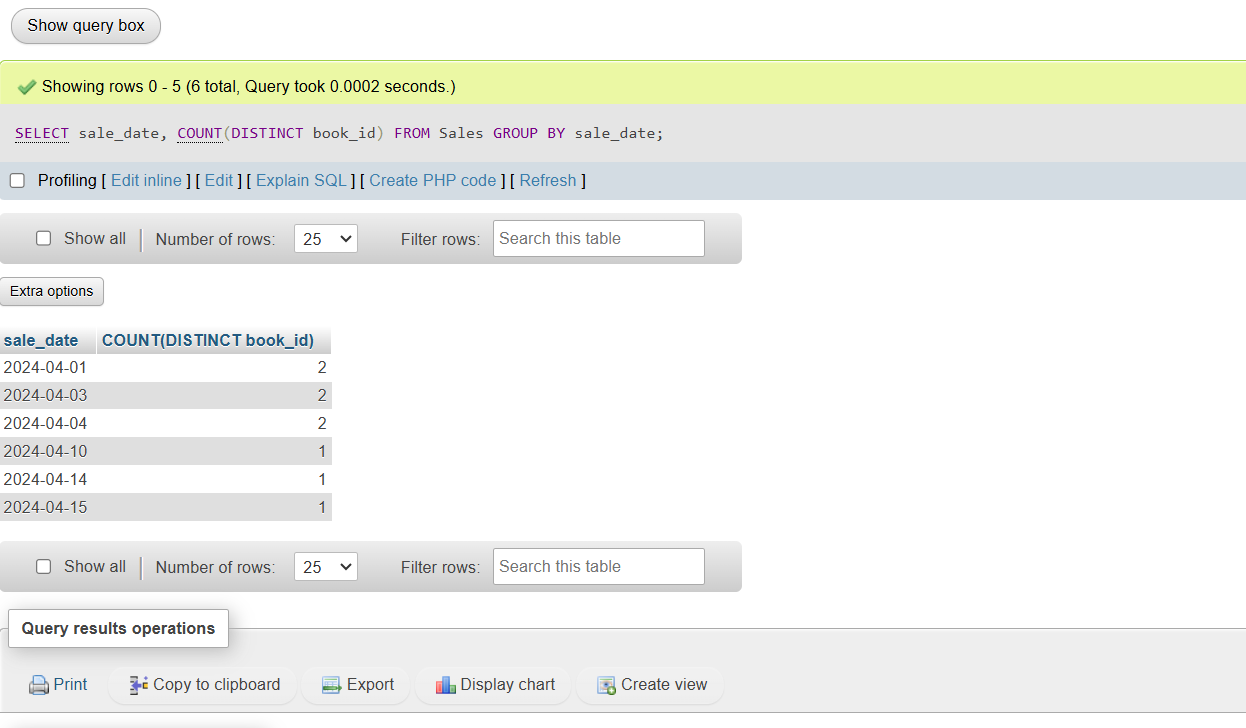 Show query box
Showing rows 0 - 5 (6 total, Query took 0.0002 seconds.)
SELECT sale_date, COUNT(DISTINCT book_id) FROM Sales GROUP BY sale_date;
Profiling [ Edit inline ] [ Edit ] [ Explain SQL ] [ Create PHP code ] [ Refresh ]
Show all Number of rows: 25 Filter rows: Search this table
Extra options
sale_date COUNT(DISTINCT book_id)
2024-04-01 2
2024-04-03 2
2024-04-04 2
2024-04-10 1
2024-04-14 1
2024-04-15 1
Show all Number of rows: 25 Filter rows: Search this table
Query results operations
Print Copy to clipboard Export Display chart Create view